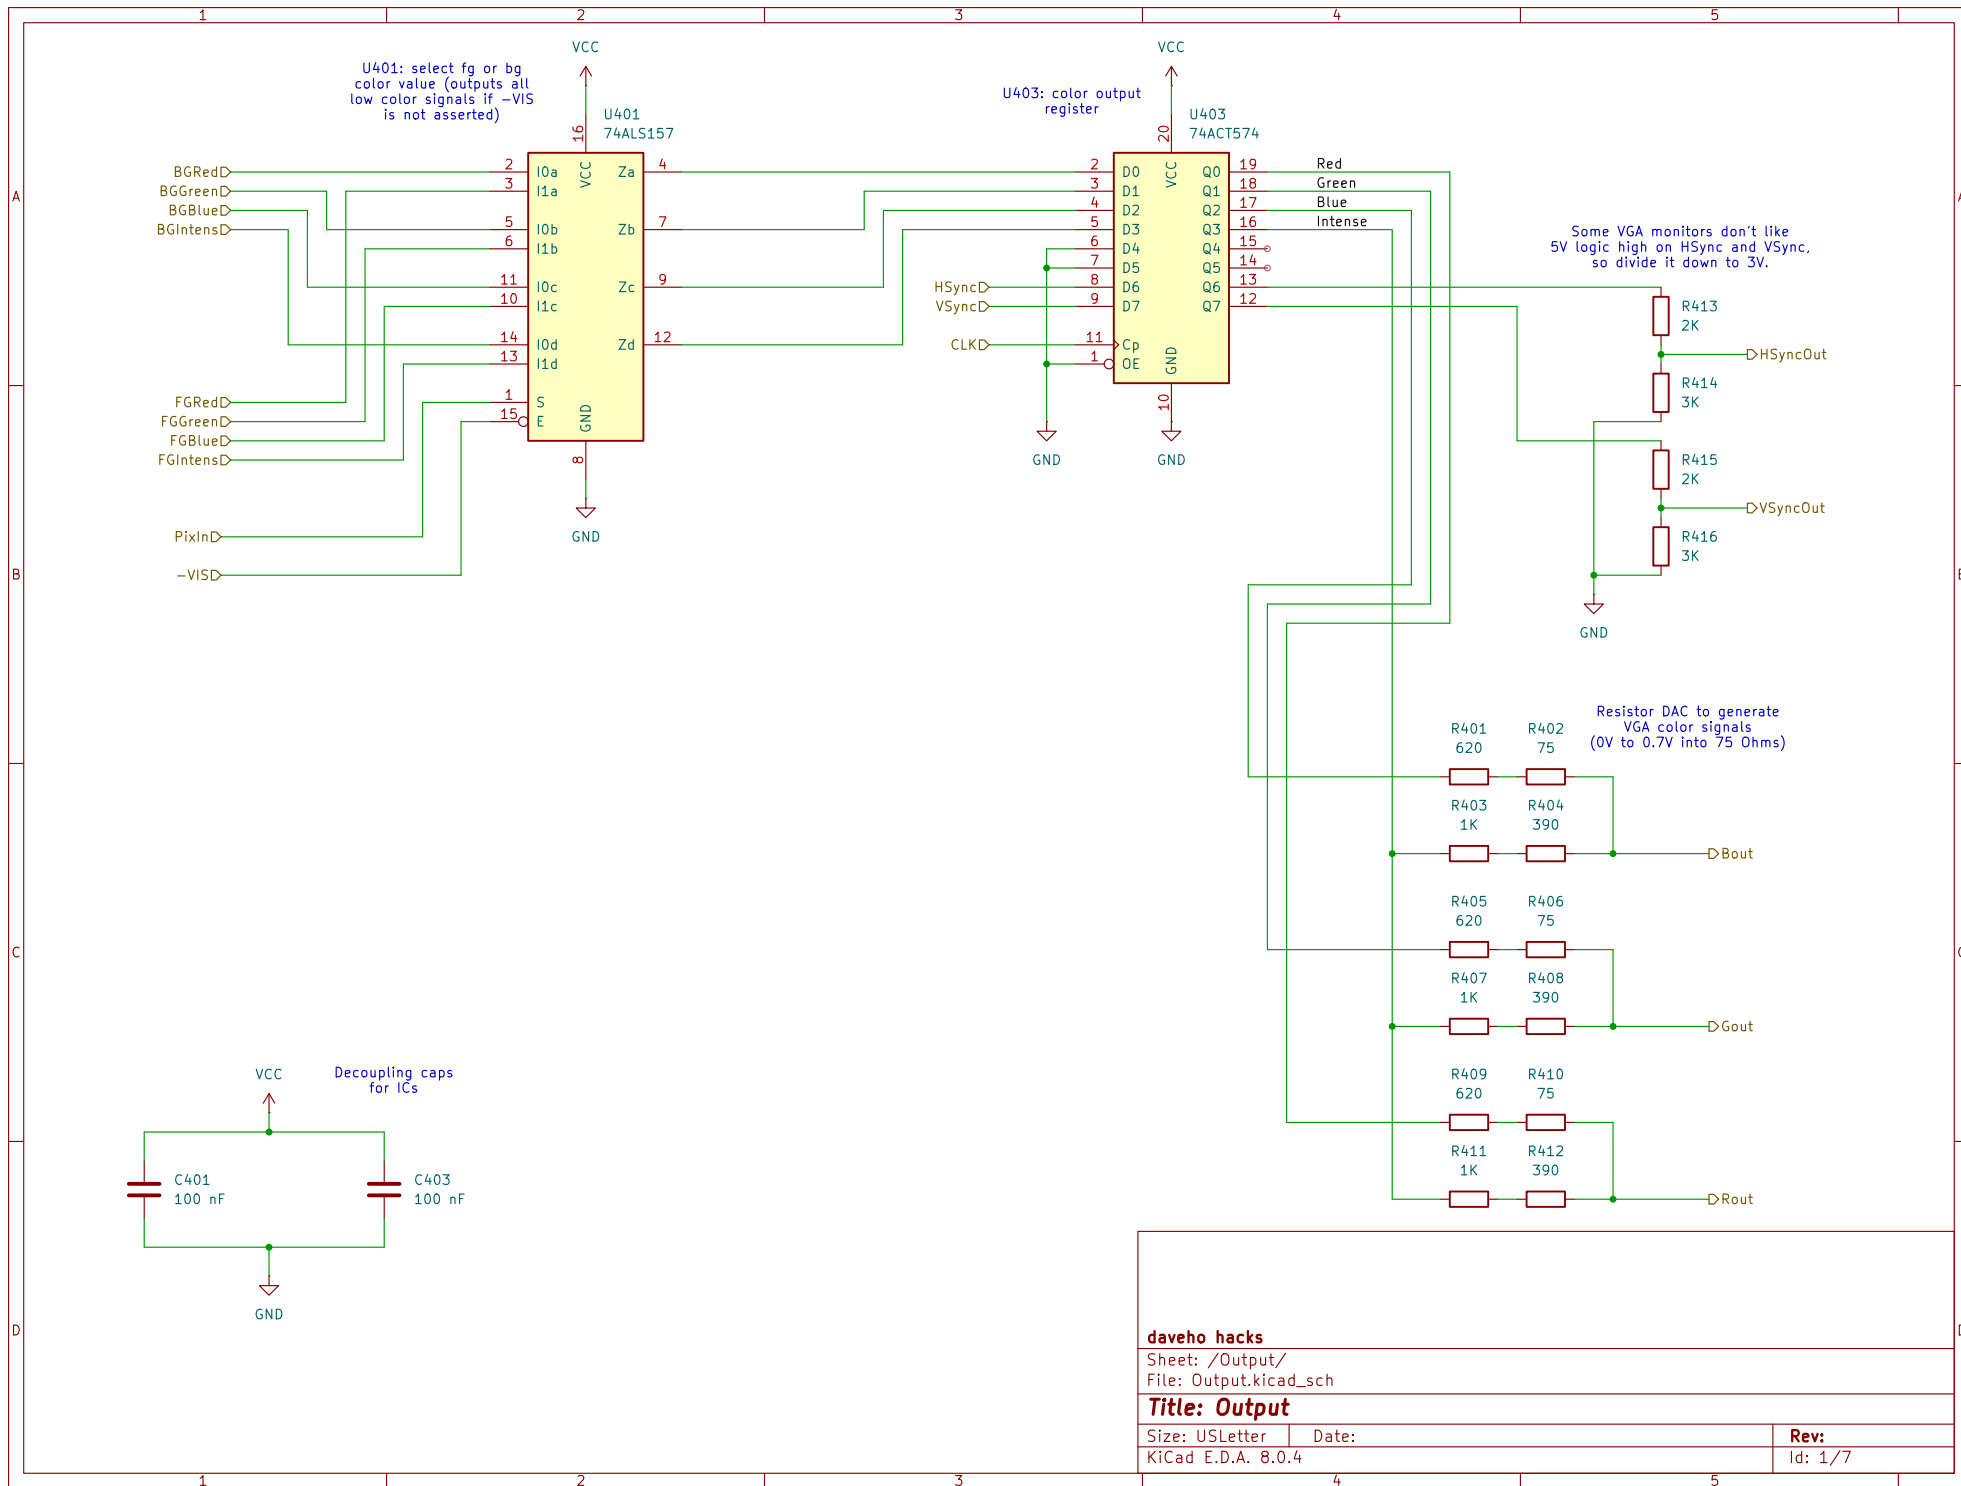 1
2
3
4
5
A
B
C
D
A
B
C
D
U401: select fg or bg
color value (outputs all
low color signals if -VIS
is not asserted)
VCC
16
U401
74ALS157
BGRed
BGGreen
BGBlue
BGIntens
FGRed
FGGreen
FGBlue
FGIntens
PixIn
-VIS
2 I0a
3 I1a
5 I0b
6 I1b
11 I0c
10 I1c
14 I0d
13 I1d
1 S
15 E
VCC
GND
Za 4
Zb 7
Zc 9
Zd 12
8
GND
U403: color output
register
VCC
20
U403
74ACT574
HSync
VSync
CLK
2 D0
3 D1
4 D2
5 D3
6 D4
7 D5
8 D6
9 D7
11 Cp
1 OE
VCC
GND
Q0 19 Red
Q1 18 Green
Q2 17 Blue
Q3 16 Intense
Q4 15
Q5 14
Q6 13
Q7 12
10
GND
GND
Some VGA monitors don't like
5V logic high on HSync and VSync,
so divide it down to 3V.
R413
2K
HSyncOut
R414
3K
R415
2K
VSyncOut
R416
3K
GND
Resistor DAC to generate
VGA color signals
(0V to 0.7V into 75 Ohms)
R401 R402
620 75
R403 R404
1K 390
Bout
R405 R406
620 75
R407 R408
1K 390
Gout
R409 R410
620 75
R411 R412
1K 390
Rout
VCC
Decoupling caps
for ICs
C401
100 nF
C403
100 nF
GND
daveho hacks
Sheet: /Output/
File: Output.kicad_sch
Title: Output
Size: USLetter Date: Rev:
KiCad E.D.A. 8.0.4 Id: 1/7
1
2
3
4
5